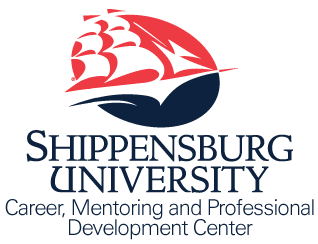 SHIPPENSBURG
UNIVERSITY
Career, Mentoring and Professional
Development Center